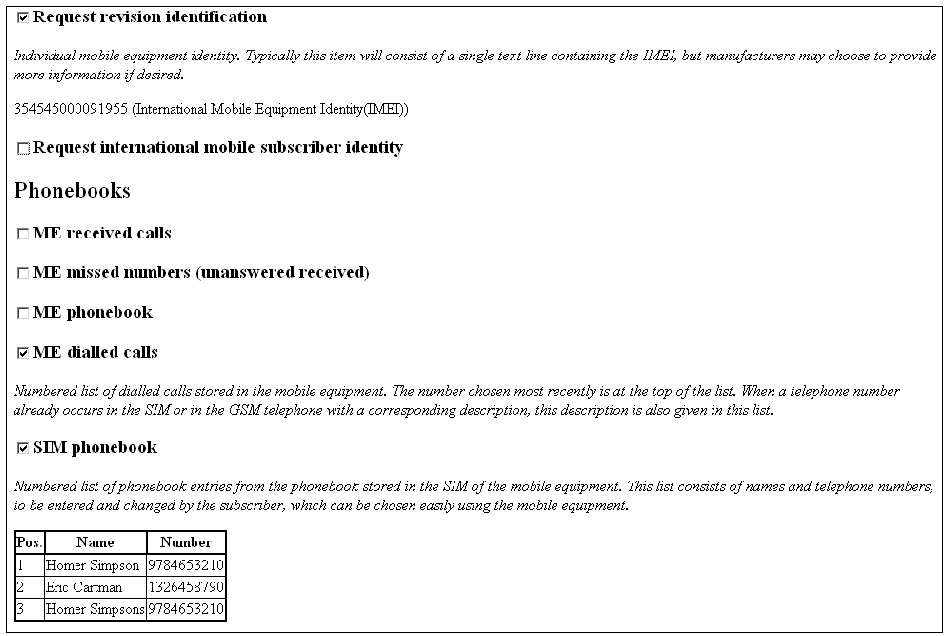 Request revision identification
Individual mobile equipment identity. Typically this item will consist of a single text line containing the IMEI, but manufacturers may choose to provide
more information if desired.
354545000091955 (International Mobile Equipment Identity(IMEI))
Request international mobile subscriber identity
Phonebooks
ME received calls
ME missed numbers (unanswered received)
ME phonebook
ME dialled calls
Numbered list of dialled calls stored in the mobile equipment. The number chosen most recently is at the top of the list. When a telephone number
already occurs in the SIM or in the GSM telephone with a corresponding description, this description is also given in this list.
SIM phonebook
Numbered list of phonebook entries from the phonebook stored in the SIM of the mobile equipment. This list consists of names and telephone numbers,
to be entered and changed by the subscriber, which can be chosen easily using the mobile equipment.
Pos. Name Number
1 Homer Simpson 9784653210
2 Eric Cartman 1326458790
3 Homer Simpsons 9784653210